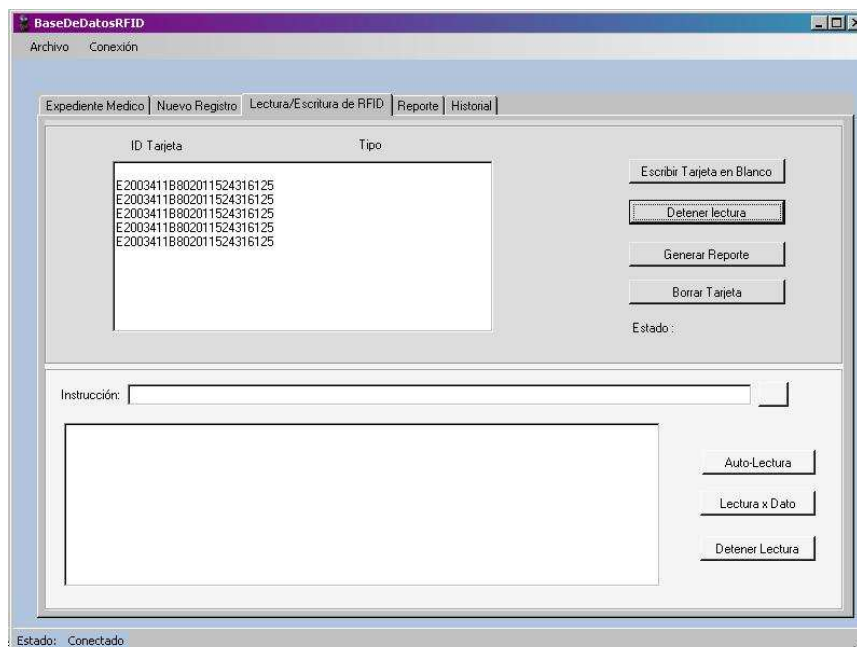 BaseDeDatosRFID
Archivo Conexión
Expediente Medico Nuevo Registro Lectura/Escritura de RFID Reporte Historial
ID Tarjeta Tipo
E2003411B802011524316125
E2003411B802011524316125
E2003411B802011524316125
E2003411B802011524316125
E2003411B802011524316125
Escribir Tarjeta en Blanco
Detener lectura
Generar Reporte
Borrar Tarjeta
Estado :
Instrucción:
Auto-Lectura
Lectura x Dato
Detener Lectura
Estado: Conectado